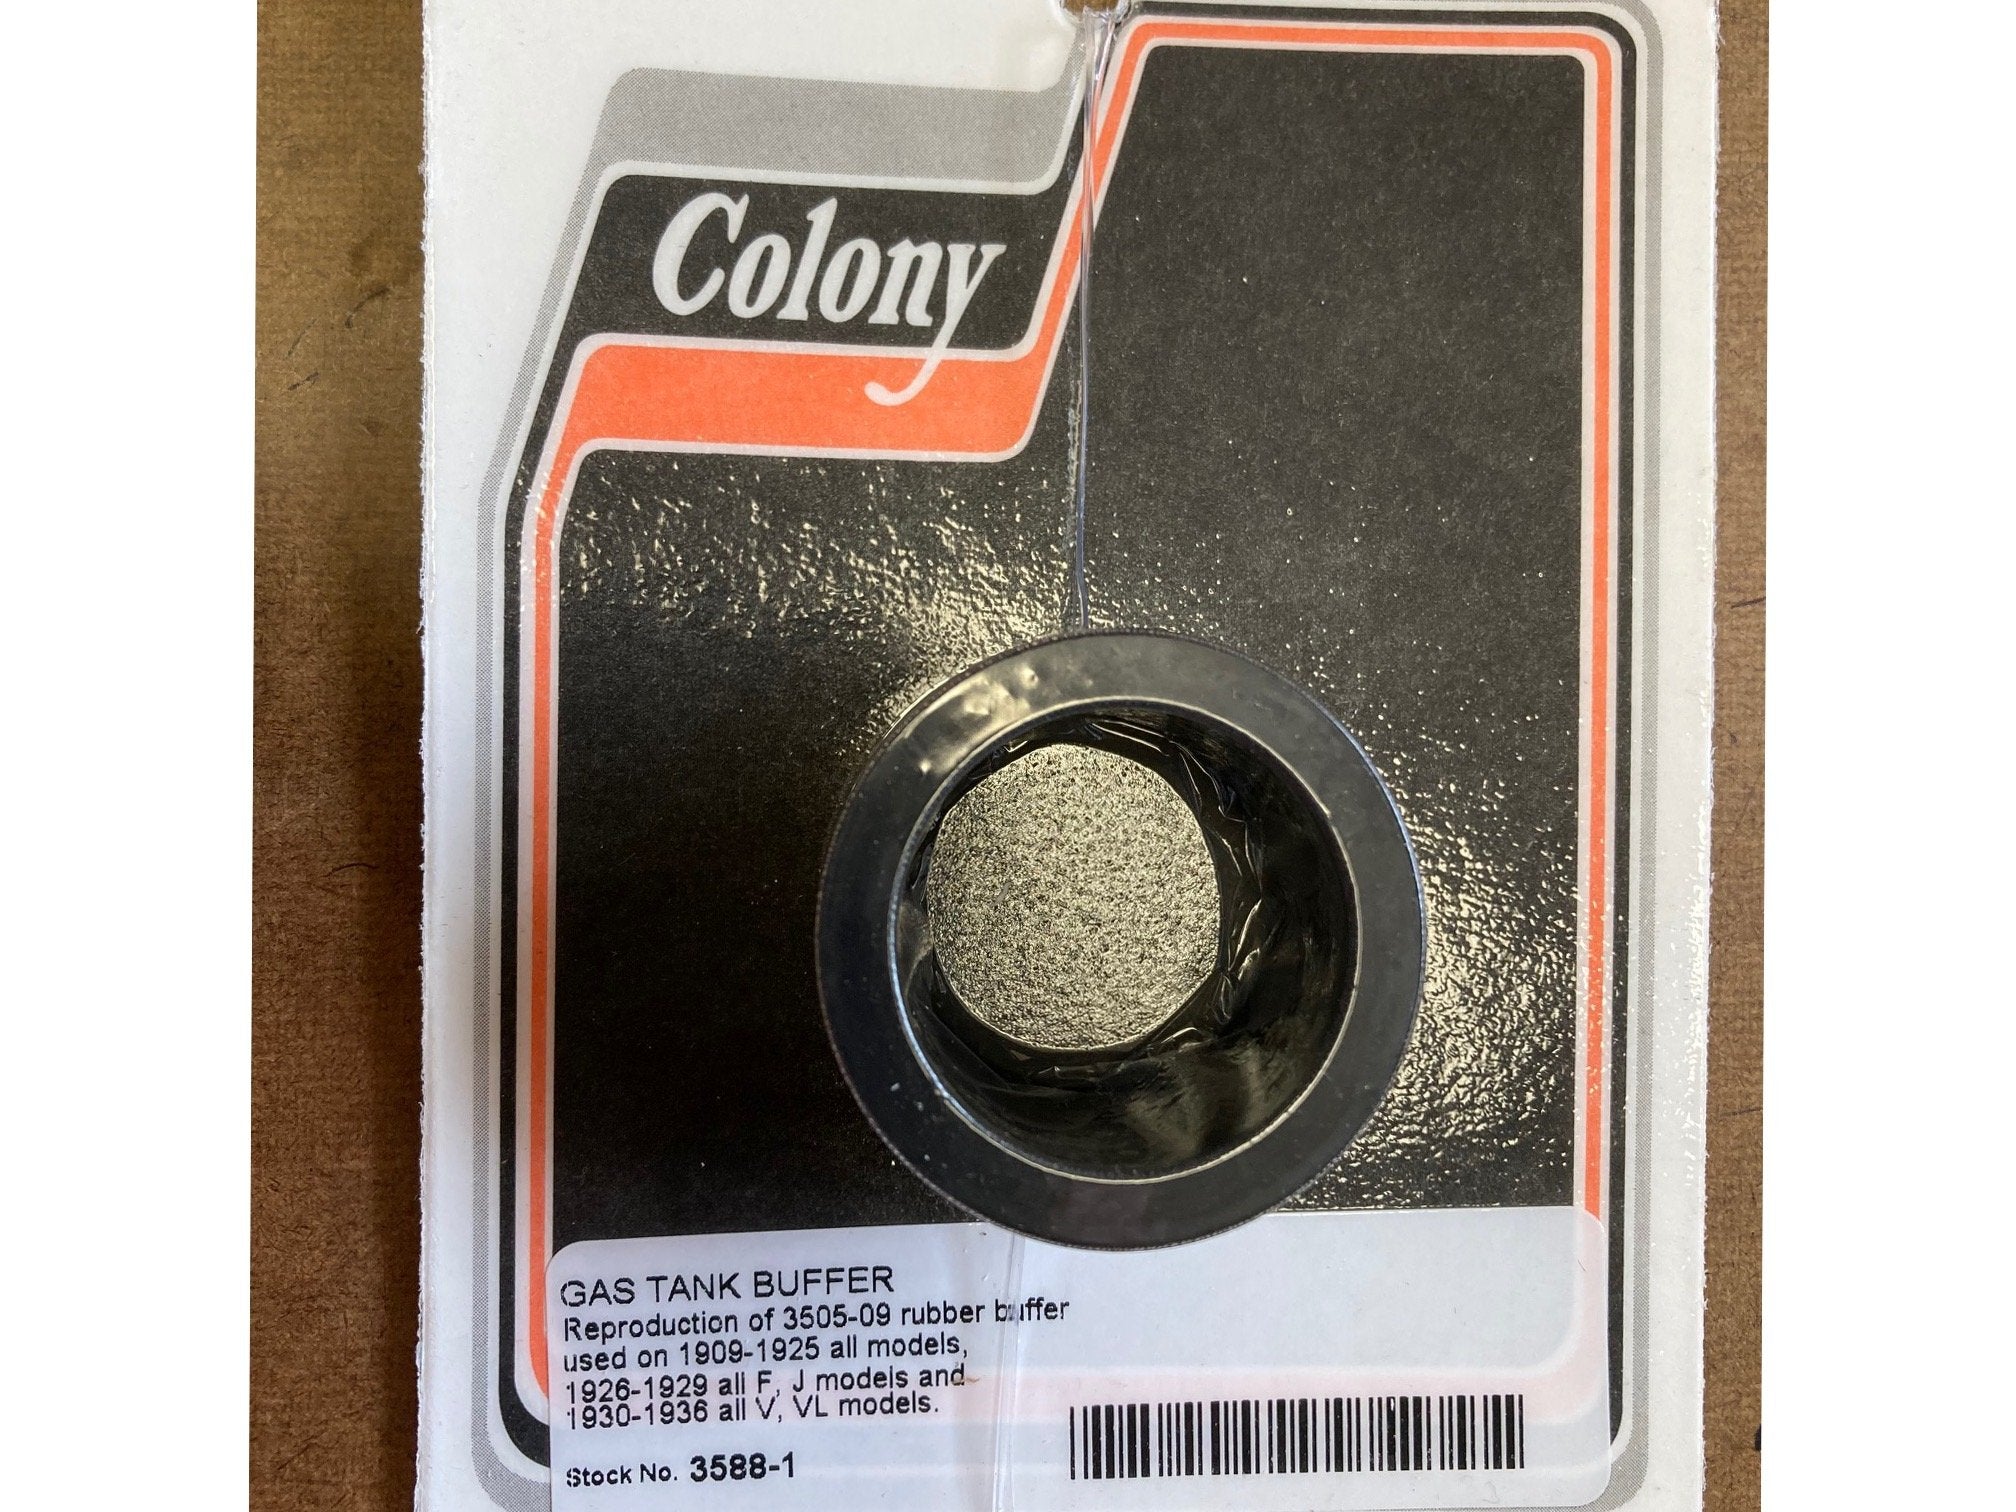 Colony
GAS TANK BUFFER
Reproduction of 3505-09 rubber buffer
used on 1909-1925 all models,
1926-1929 all F, J models and
1930-1936 all V, VL models.
Stock No. 3588-1